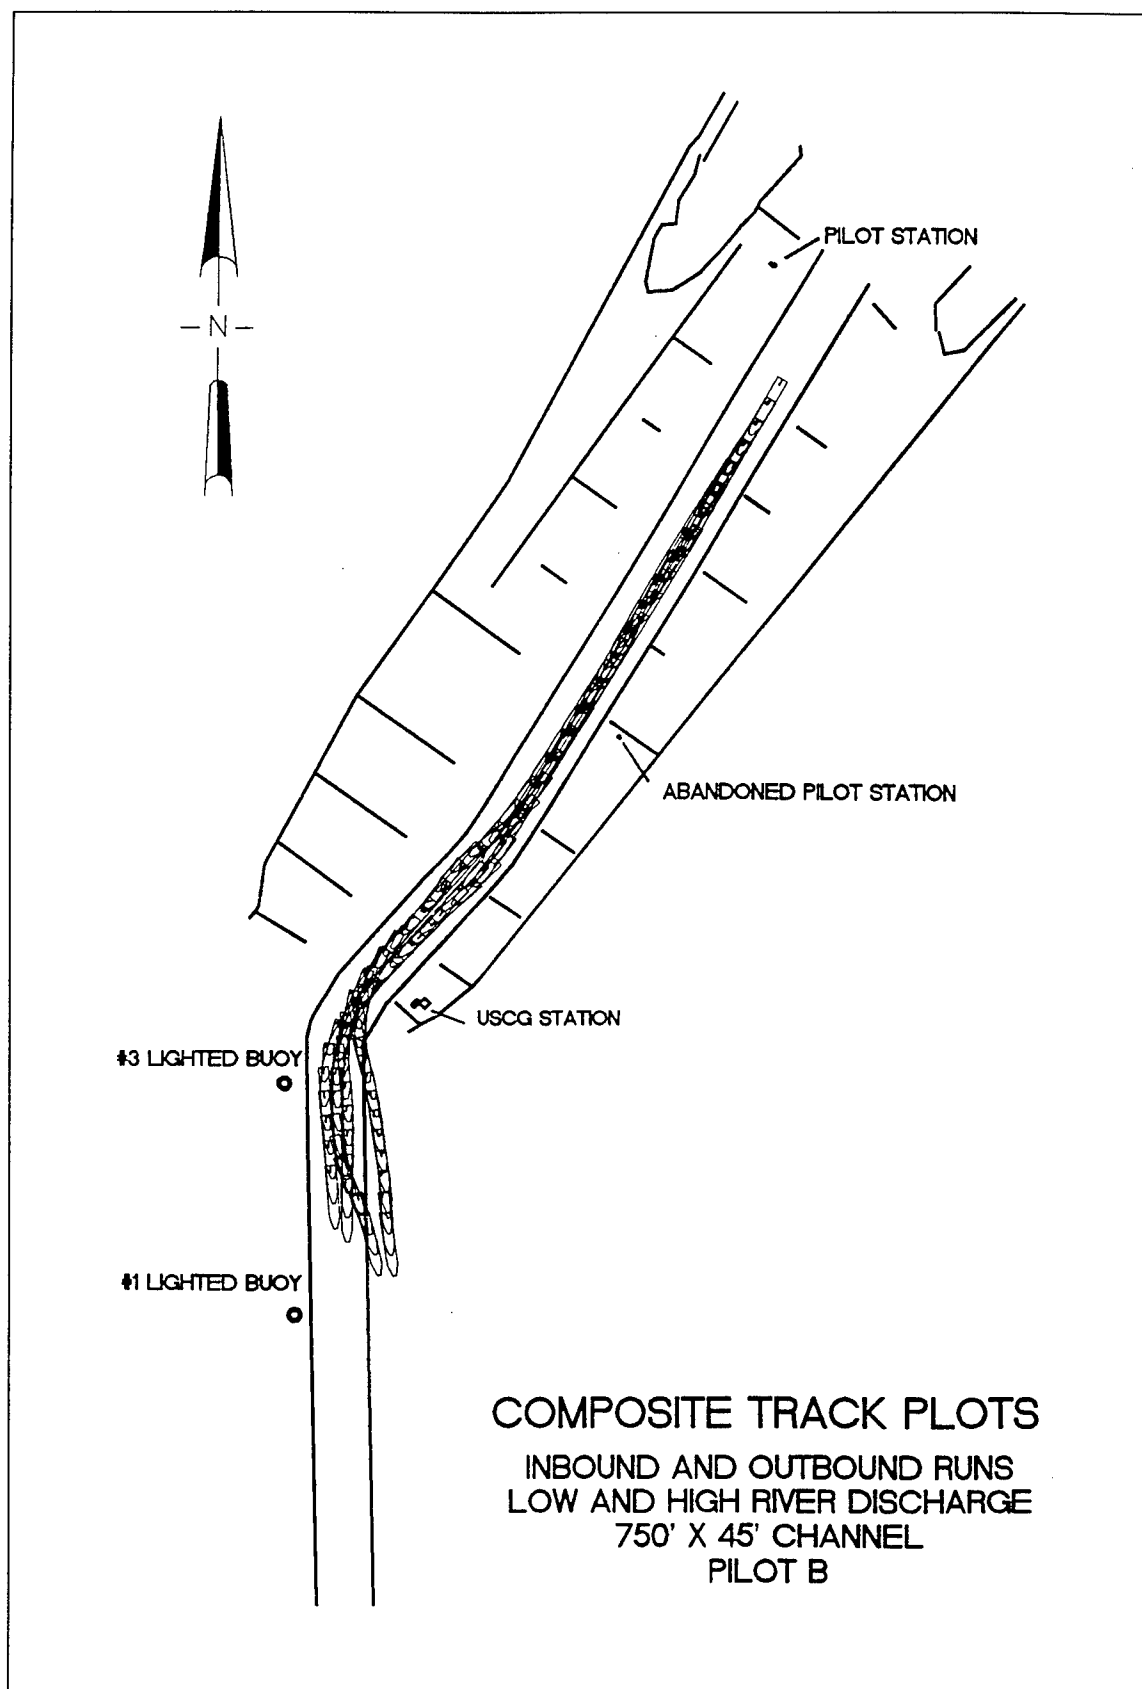 PILOT STATION
— N —
ABANDONED PILOT STATION
USCG STATION
#3 LIGHTED BUOY
#1 LIGHTED BUOY
COMPOSITE TRACK PLOTS
INBOUND AND OUTBOUND RUNS
LOW AND HIGH RIVER DISCHARGE
750' X 45' CHANNEL
PILOT B